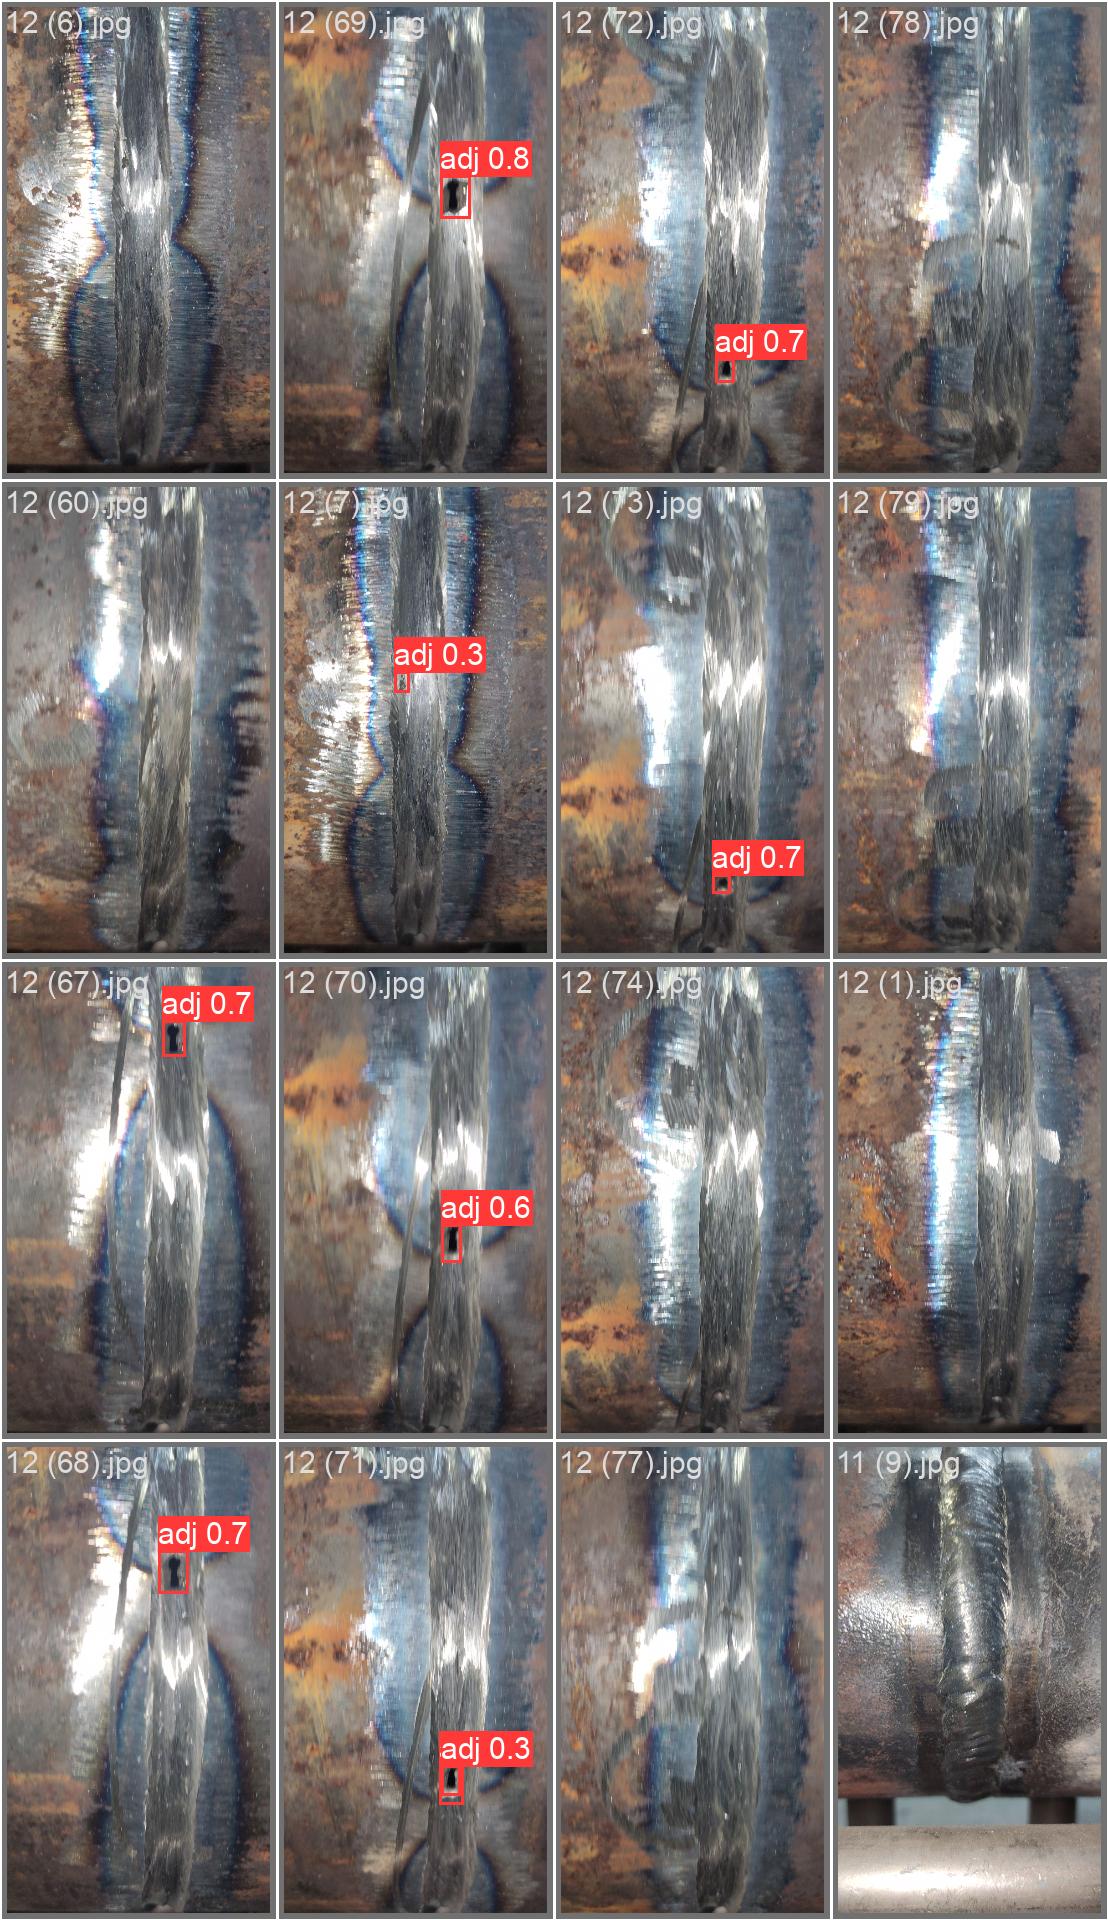 12 (6).jpg
12 (69).jpg
adj 0.8
12 (72).jpg
adj 0.7
12 (78).jpg
12 (60).jpg
12 (7).jpg
adj 0.3
12 (73).jpg
adj 0.7
12 (79).jpg
12 (67).jpg
adj 0.7
12 (70).jpg
adj 0.6
12 (74).jpg
12 (1).jpg
12 (68).jpg
adj 0.7
12 (71).jpg
adj 0.3
12 (77).jpg
11 (9).jpg